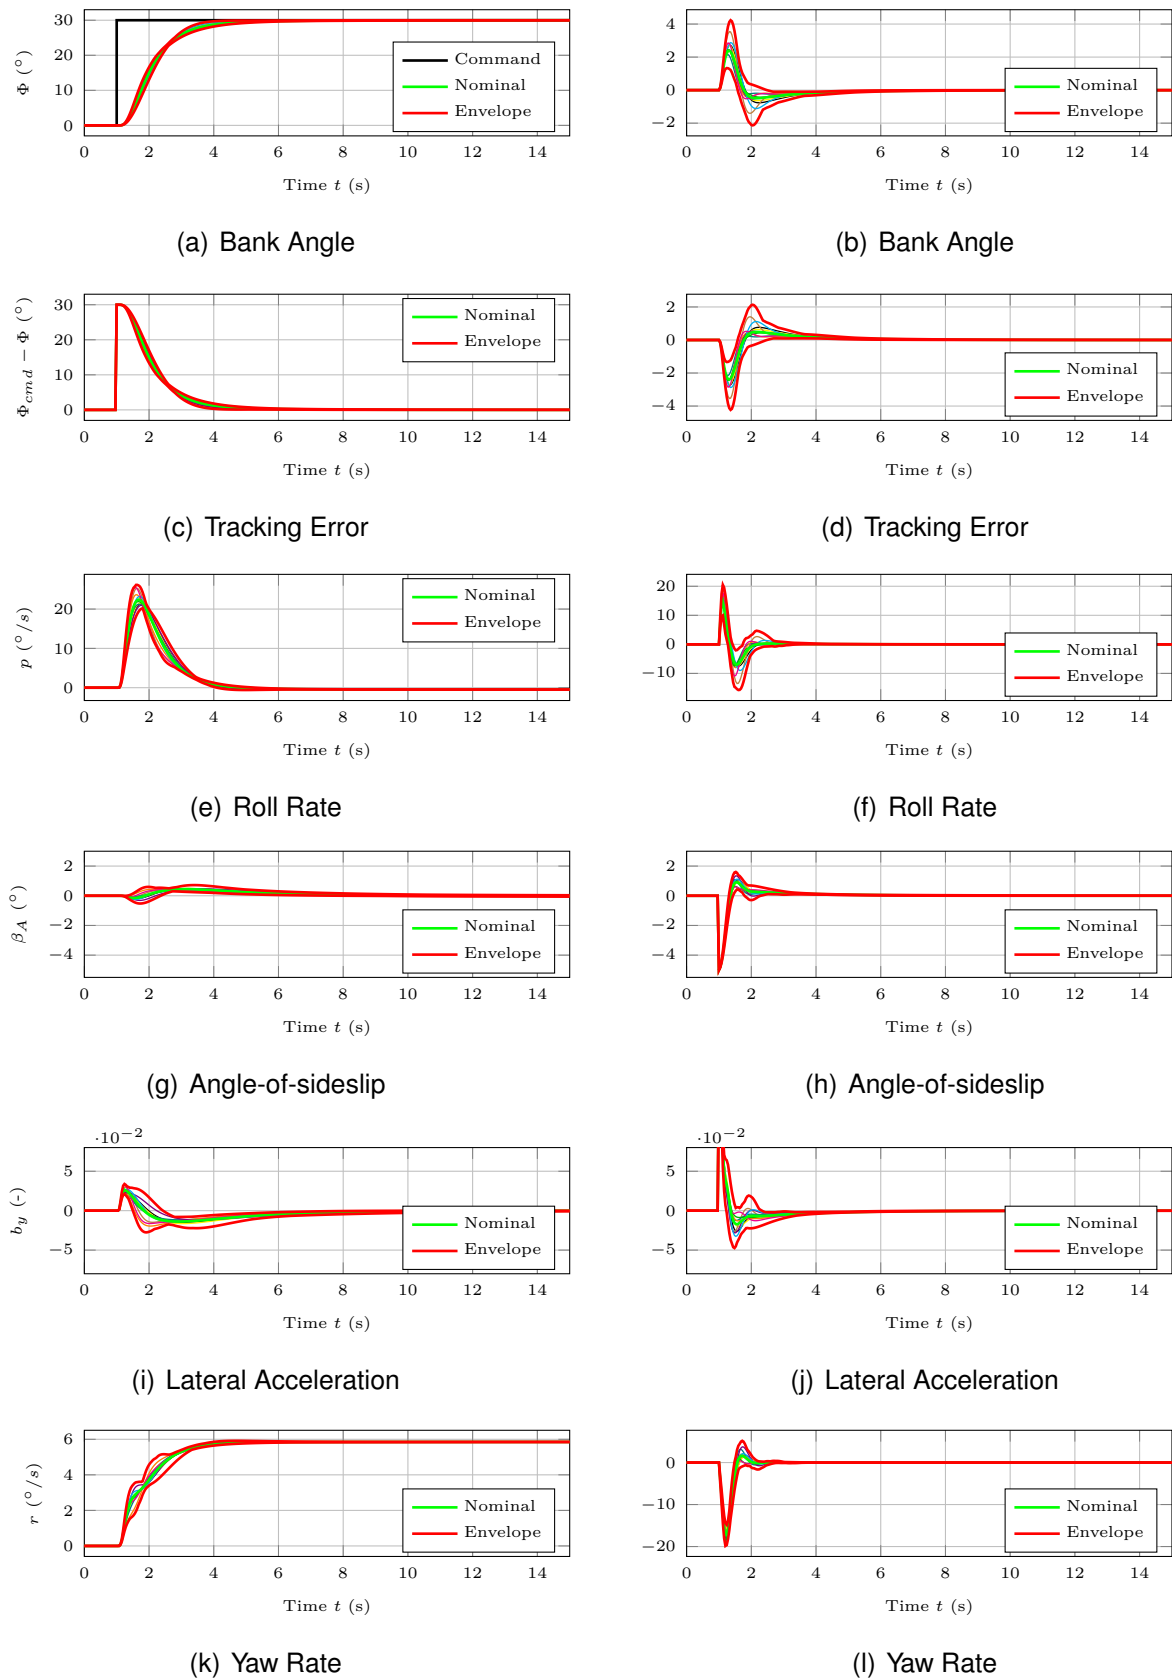 30
20
10
0
Φ (°)
Command
Nominal
Envelope
0 2 4 6 8 10 12 14
Time t (s)
(a) Bank Angle
4
2
0
−2
Nominal
Envelope
0 2 4 6 8 10 12 14
Time t (s)
(b) Bank Angle
30
20
10
0
Φcmd − Φ (°)
Nominal
Envelope
0 2 4 6 8 10 12 14
Time t (s)
(c) Tracking Error
2
0
−2
−4
Nominal
Envelope
0 2 4 6 8 10 12 14
Time t (s)
(d) Tracking Error
20
10
0
p (°/s)
Nominal
Envelope
0 2 4 6 8 10 12 14
Time t (s)
(e) Roll Rate
20
10
0
−10
Nominal
Envelope
0 2 4 6 8 10 12 14
Time t (s)
(f) Roll Rate
2
0
−2
−4
βA (°)
Nominal
Envelope
0 2 4 6 8 10 12 14
Time t (s)
(g) Angle-of-sideslip
2
0
−2
−4
Nominal
Envelope
0 2 4 6 8 10 12 14
Time t (s)
(h) Angle-of-sideslip
·10−2
5
0
−5
by (-)
Nominal
Envelope
0 2 4 6 8 10 12 14
Time t (s)
(i) Lateral Acceleration
·10−2
5
0
−5
Nominal
Envelope
0 2 4 6 8 10 12 14
Time t (s)
(j) Lateral Acceleration
6
4
2
0
r (°/s)
Nominal
Envelope
0 2 4 6 8 10 12 14
Time t (s)
(k) Yaw Rate
0
−10
−20
Nominal
Envelope
0 2 4 6 8 10 12 14
Time t (s)
(l) Yaw Rate